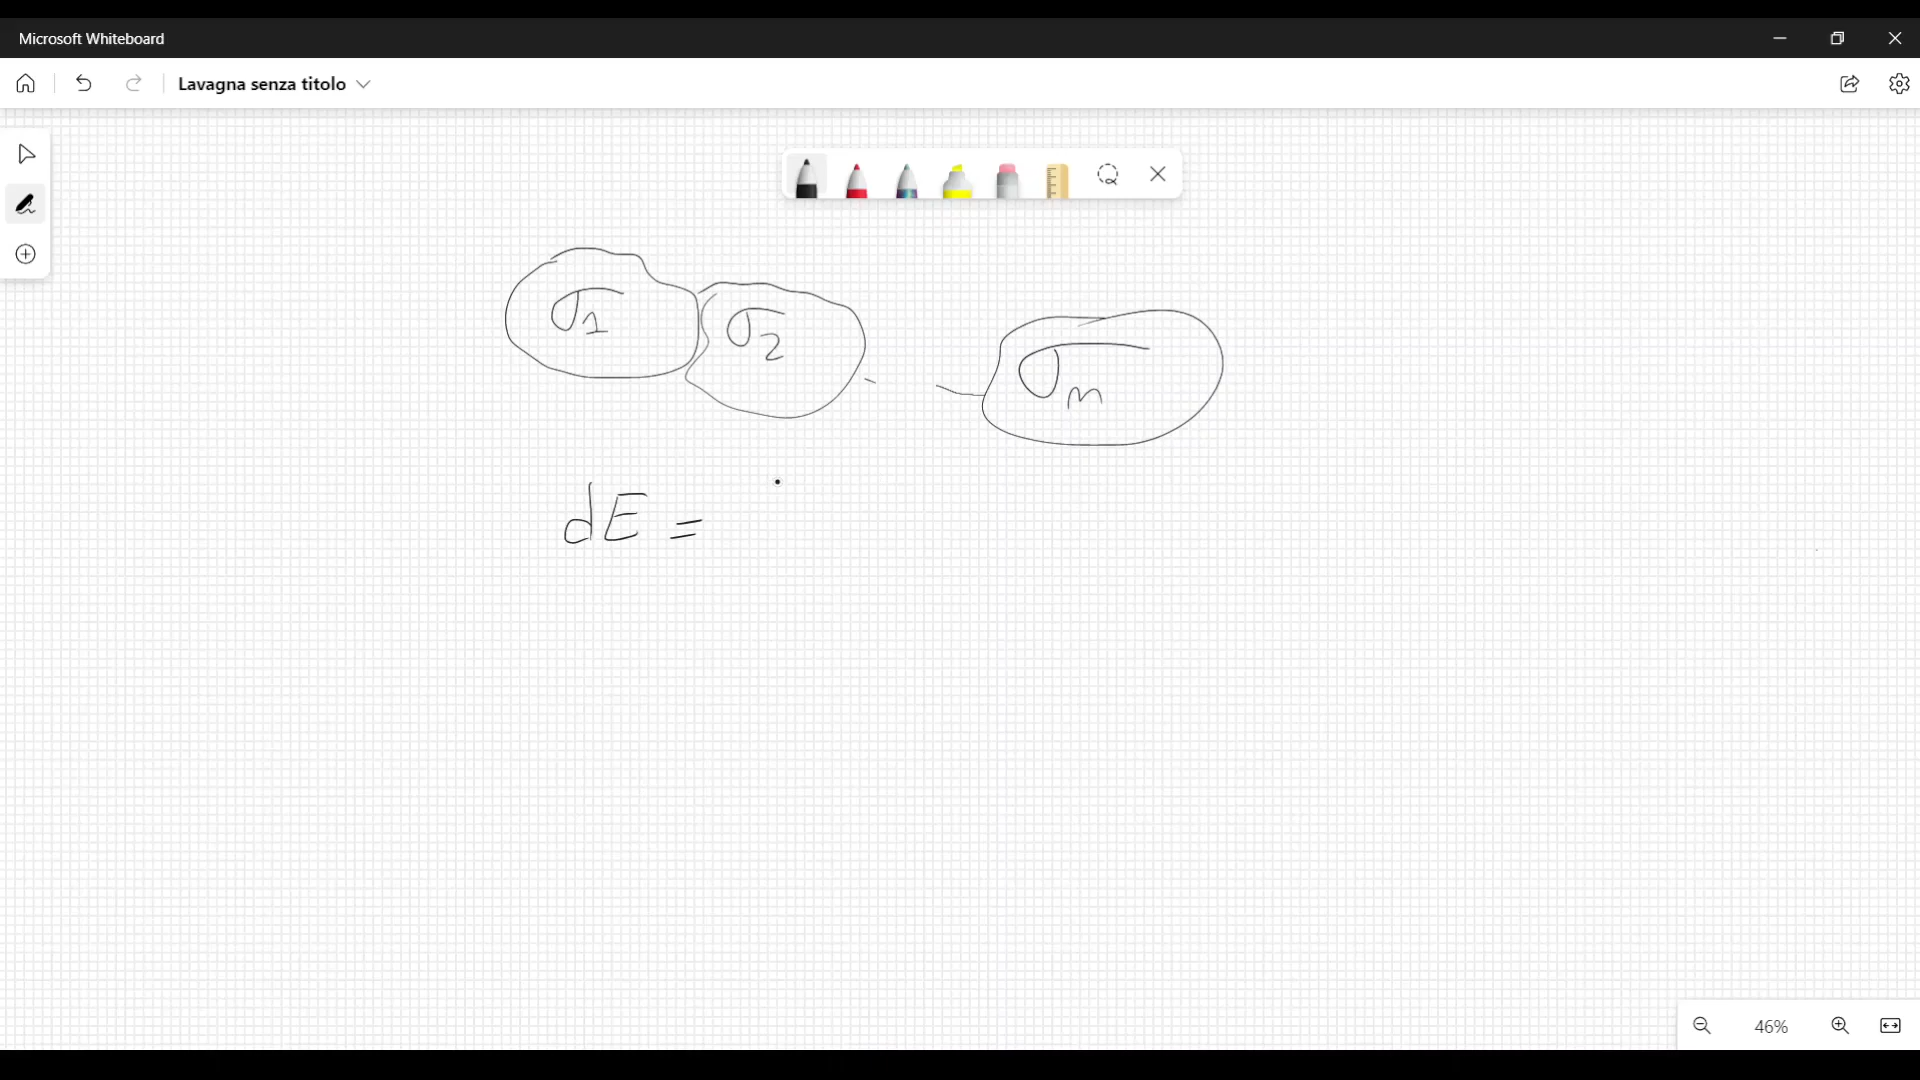 Microsoft Whiteboard
Lavagna senza titolo
σ1
σ2
σn
dE =
46%